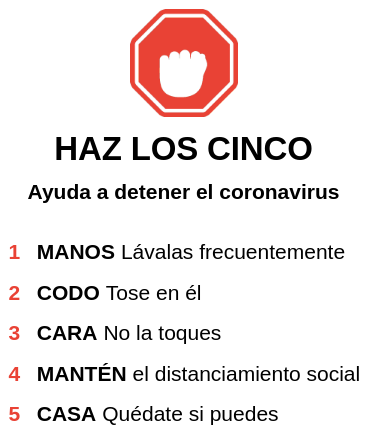 HAZ LOS CINCO
Ayuda a detener el coronavirus
1 MANOS Lávalas frecuentemente
2 CODO Tose en él
3 CARA No la toques
4 MANTÉN el distanciamiento social
5 CASA Quédate si puedes